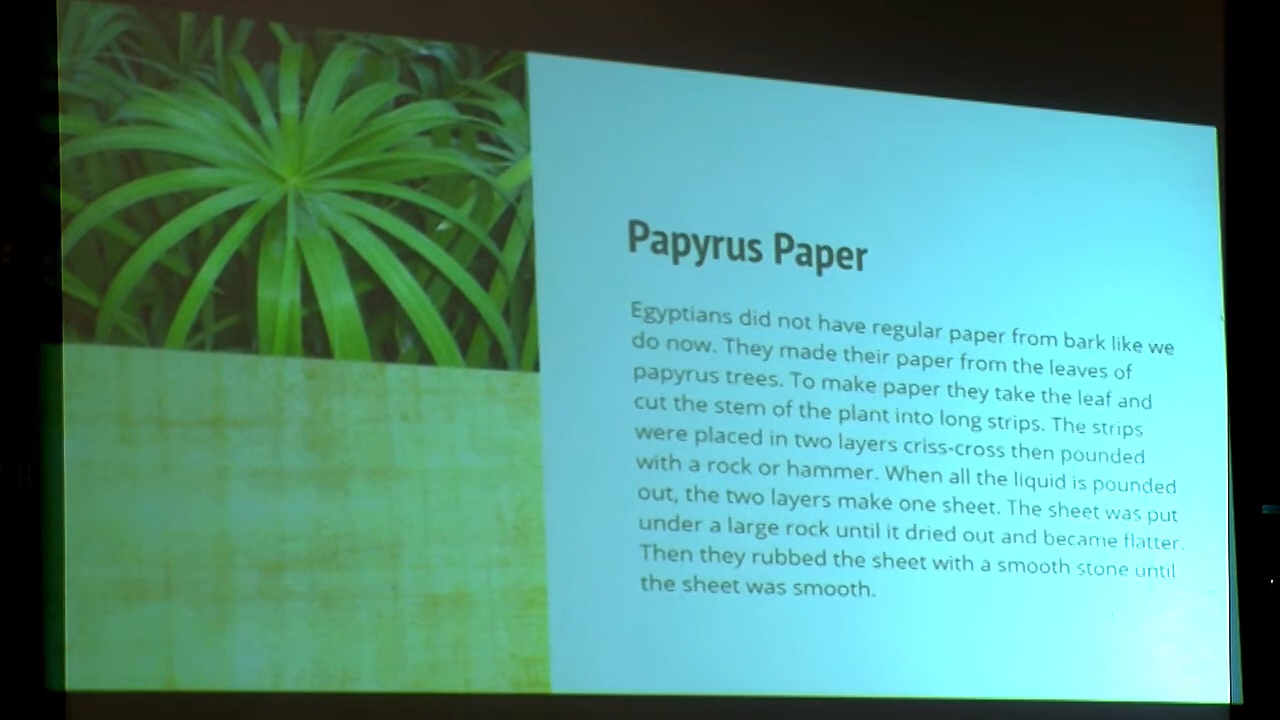 Papyrus Paper
Egyptians did not have regular paper from bark like we
do now. They made their paper from the leaves of
papyrus trees. To make paper they take the leaf and
cut the stem of the plant into long strips. The strips
were placed in two layers criss-cross then pounded
with a rock or hammer. When all the liquid is pounded
out, the two layers make one sheet. The sheet was put
under a large rock until it dried out and became flatter.
Then they rubbed the sheet with a smooth stone until
the sheet was smooth.